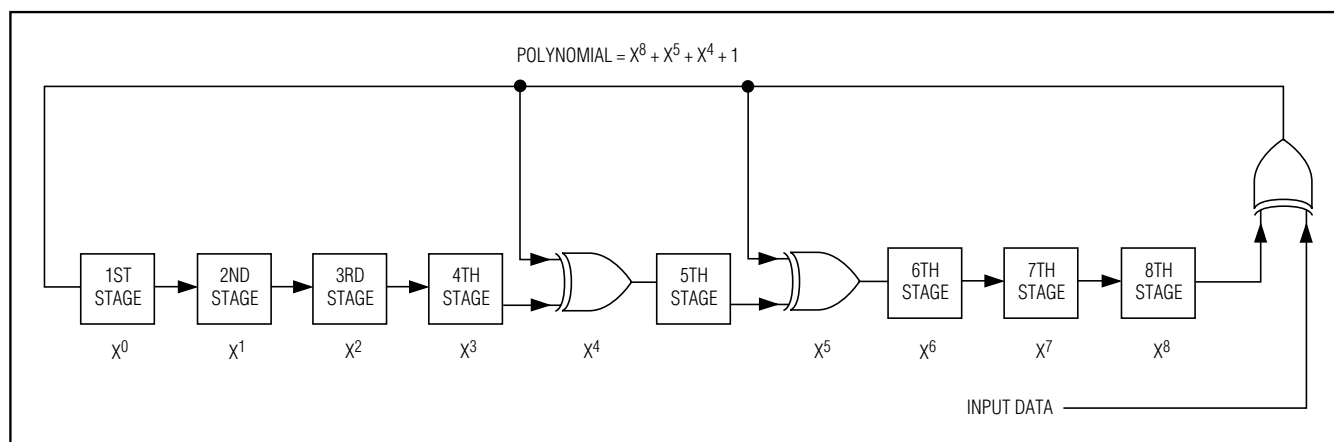 POLYNOMIAL = X⁸ + X⁵ + X⁴ + 1
1ST
STAGE
2ND
STAGE
3RD
STAGE
4TH
STAGE
5TH
STAGE
6TH
STAGE
7TH
STAGE
8TH
STAGE
X⁰
X¹
X²
X³
X⁴
X⁵
X⁶
X⁷
X⁸
INPUT DATA